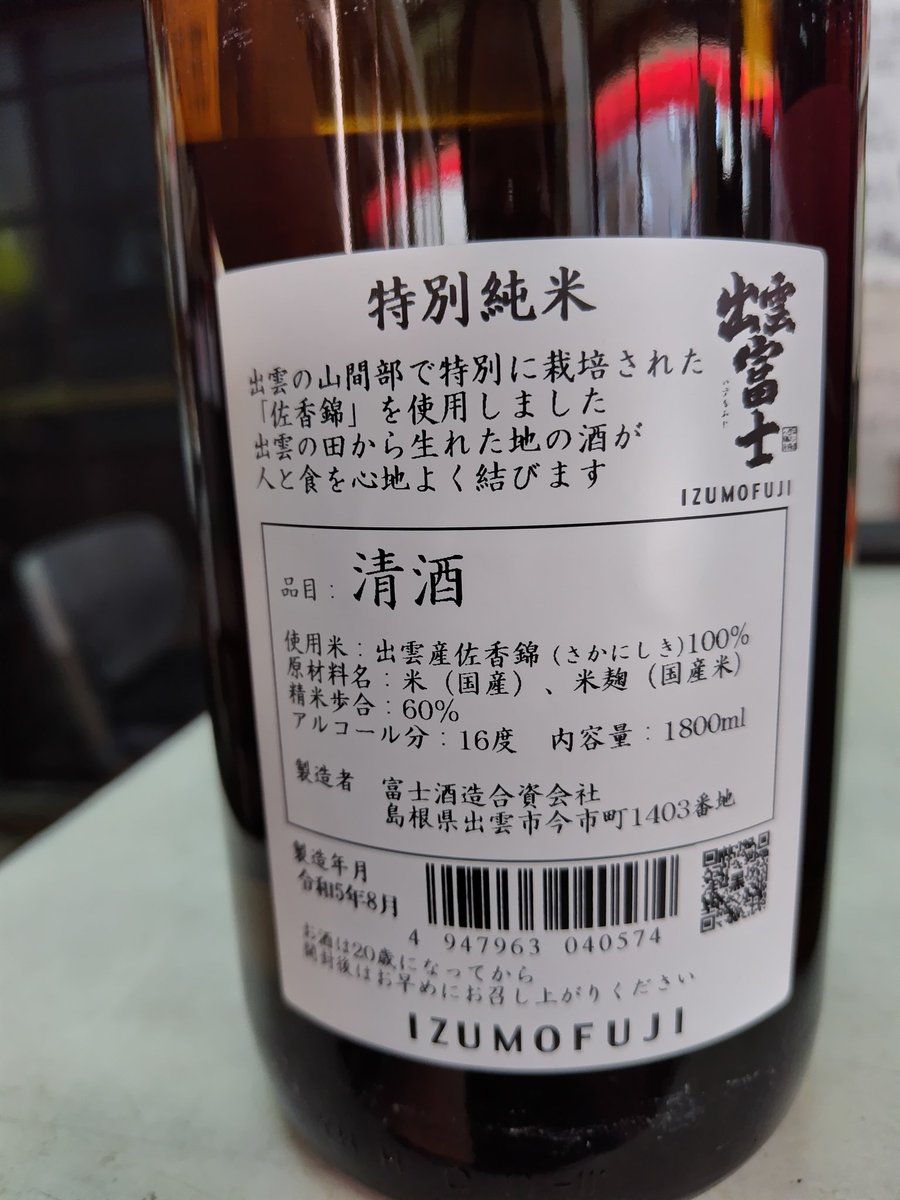 特別純米
出雲の山間部で特別に栽培された
「佐香錦」を使用しました
出雲の田から生れた地の酒が
人と食を心地よく結びます
出雲富士
いづもふじ
IZUMOFUJI
品目：清酒
使用米：出雲産佐香錦(さかにしき)100%
原材料名：米（国産）、米麹（国産米）
精米歩合：60%
アルコール分：16度　内容量：1800ml
製造者　富士酒造合資会社
島根県出雲市今市町1403番地
製造年月
令和5年8月
4 947963 040574
お酒は20歳になってから
開封後はお早めにお召し上がりください
IZUMOFUJI